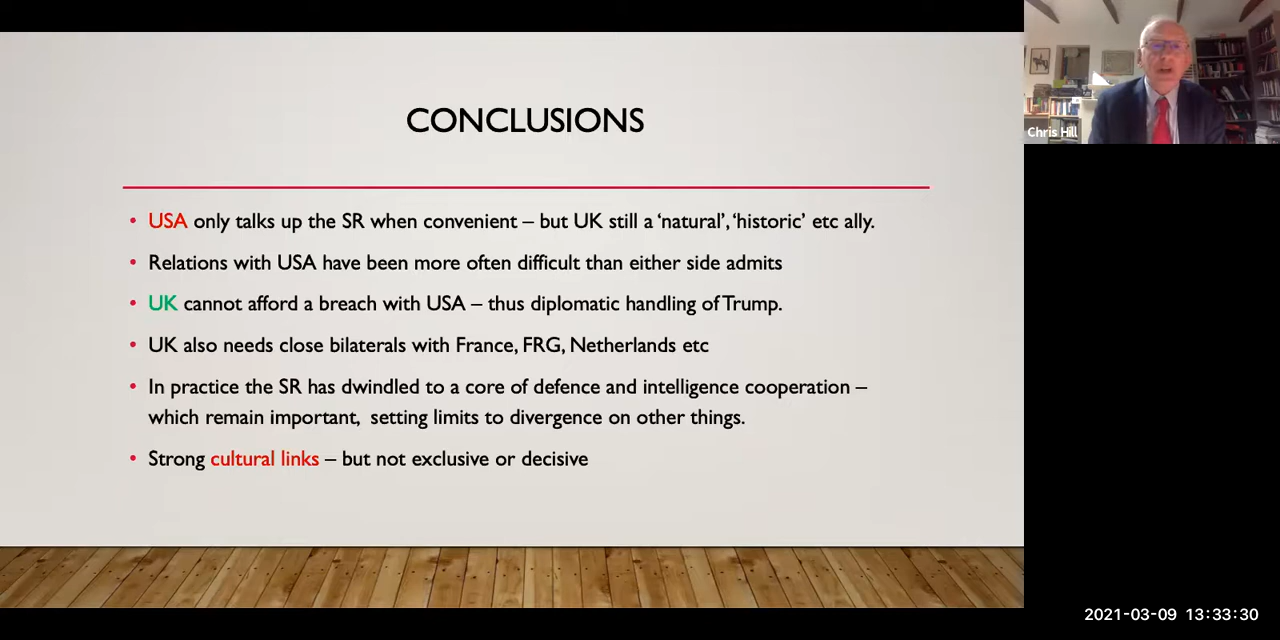 CONCLUSIONS
• USA only talks up the SR when convenient – but UK still a ‘natural’, ‘historic’ etc ally.
• Relations with USA have been more often difficult than either side admits
• UK cannot afford a breach with USA – thus diplomatic handling of Trump.
• UK also needs close bilaterals with France, FRG, Netherlands etc
• In practice the SR has dwindled to a core of defence and intelligence cooperation –
which remain important, setting limits to divergence on other things.
• Strong cultural links – but not exclusive or decisive
Chris Hill
2021-03-09 13:33:30